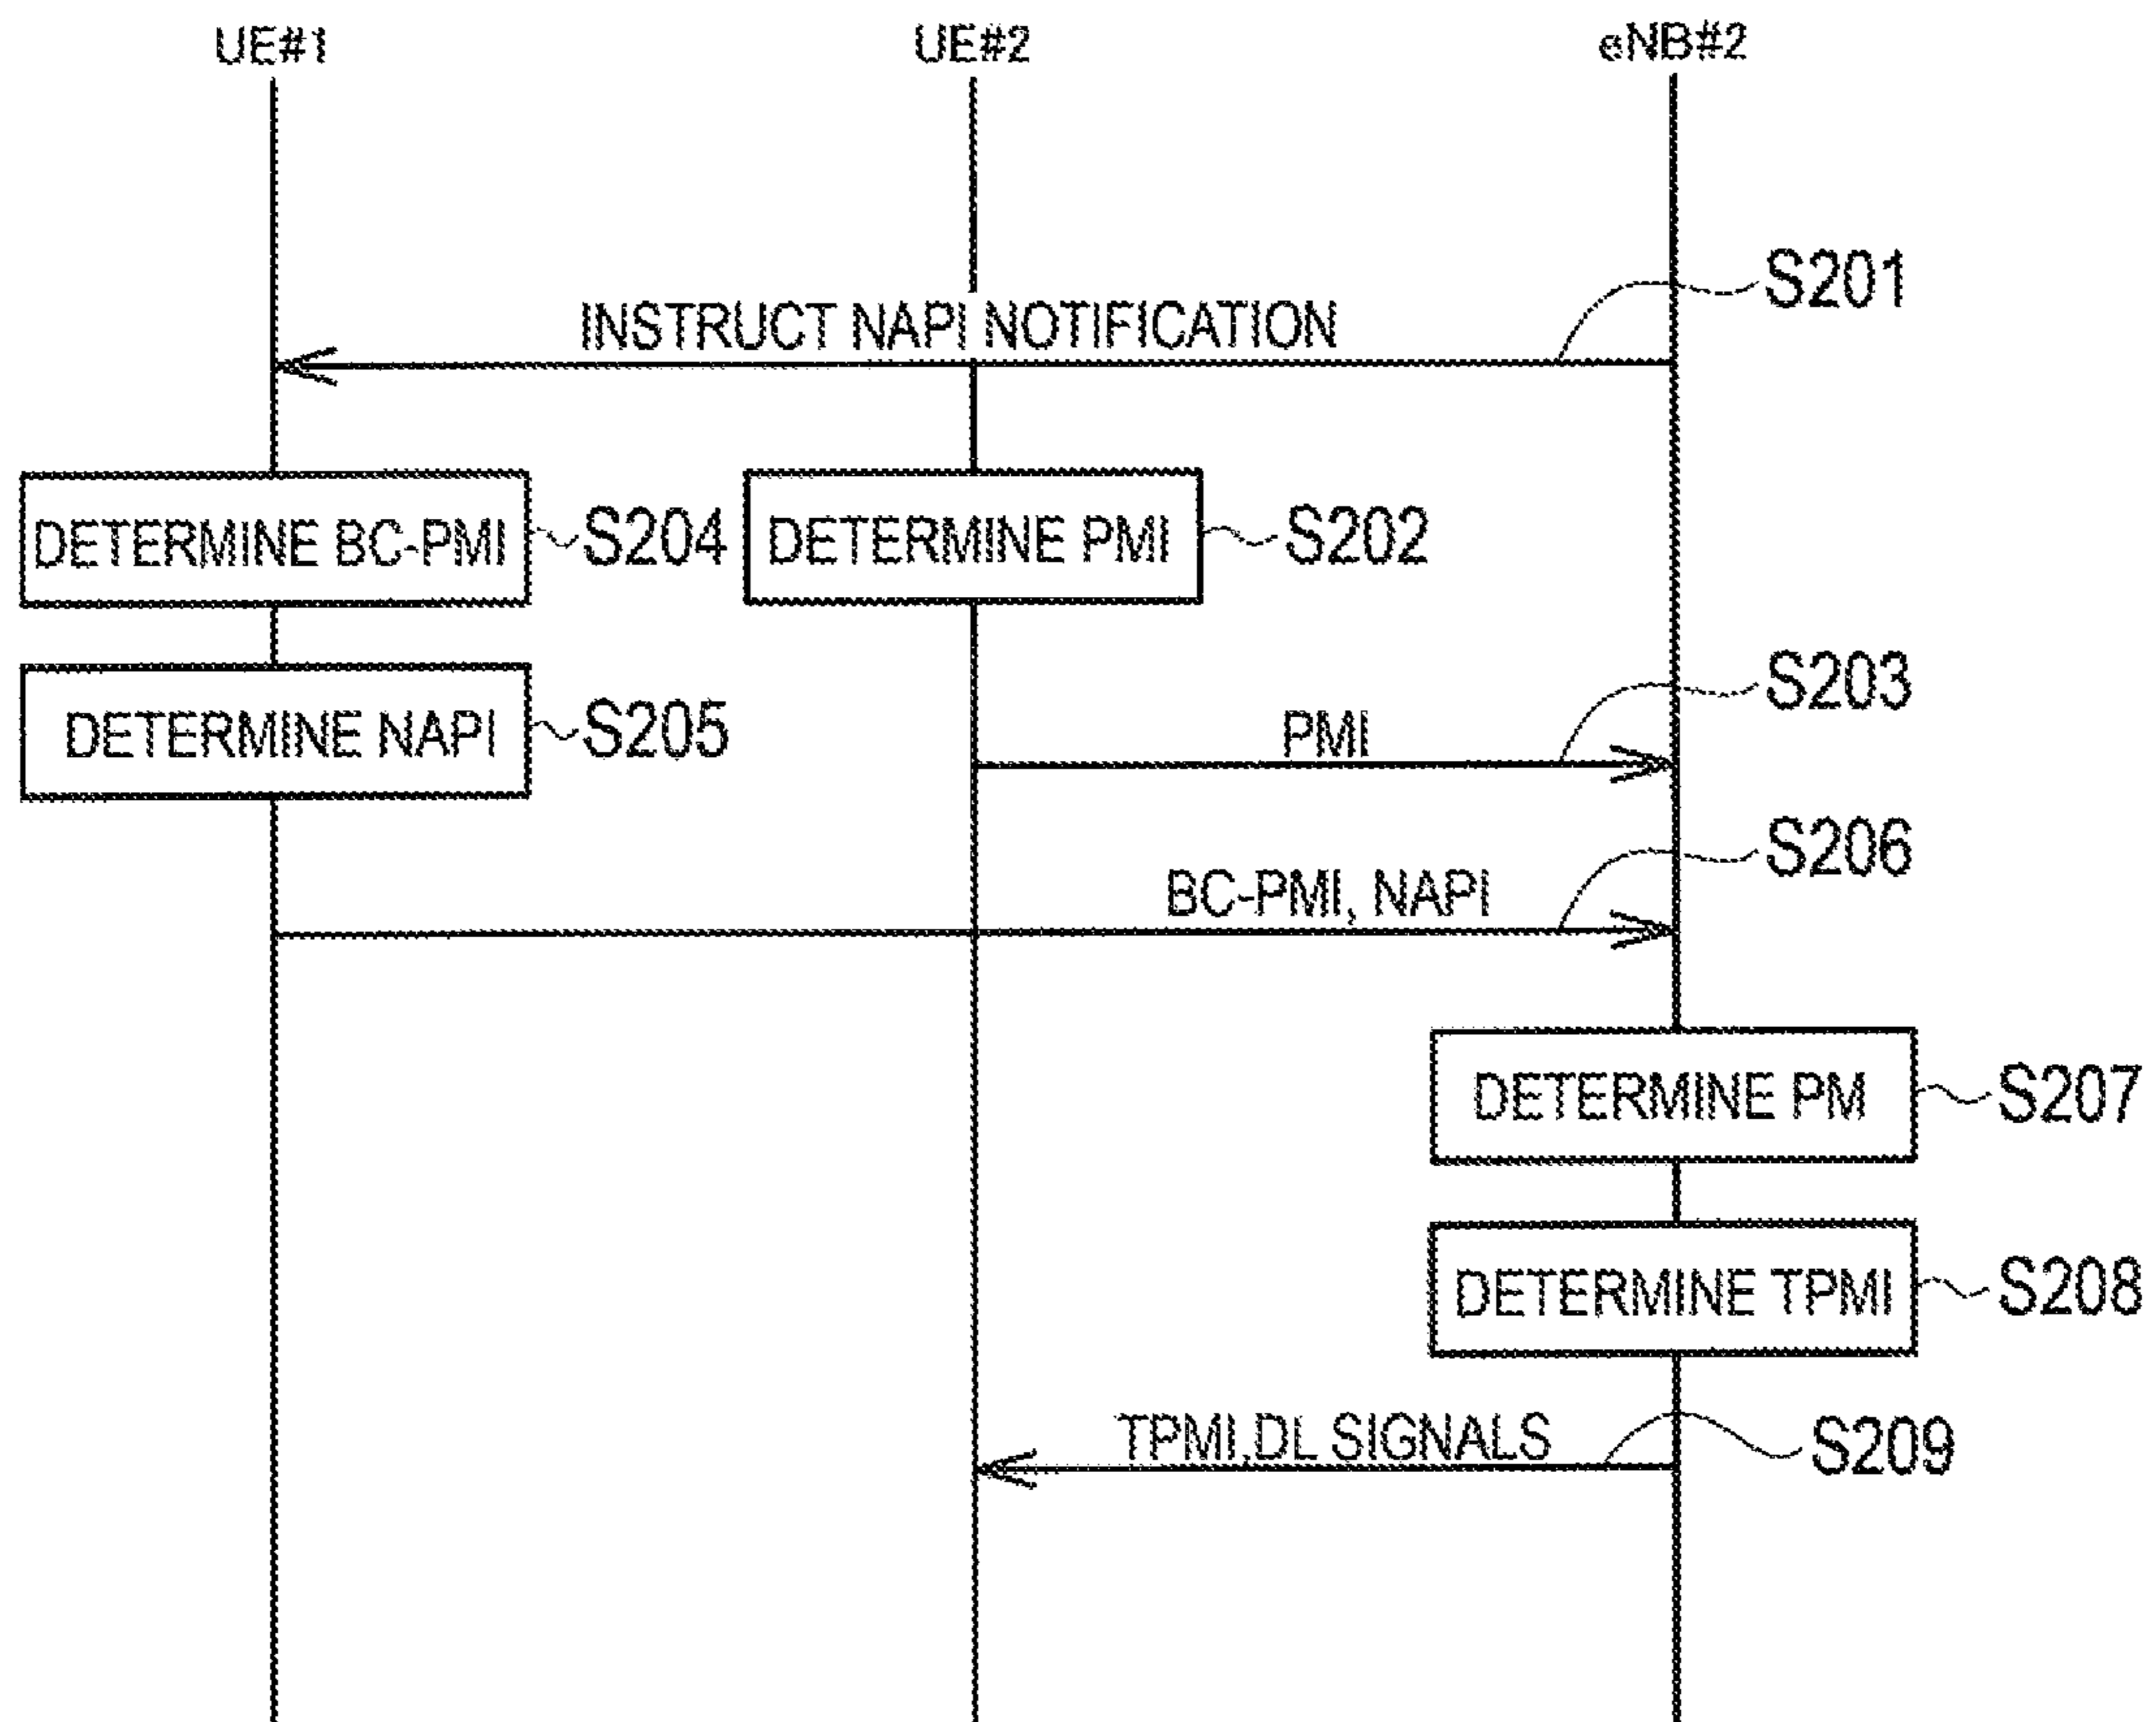 UE#1 UE#2 eNB#2
S201
INSTRUCT NAPI NOTIFICATION
DETERMINE BC-PMI S204 DETERMINE PMI S202
S203
DETERMINE NAPI S205 PMI
S206
BC-PMI, NAPI
DETERMINE PM S207
DETERMINE TPMI S208
TPMI,DL SIGNALS S209